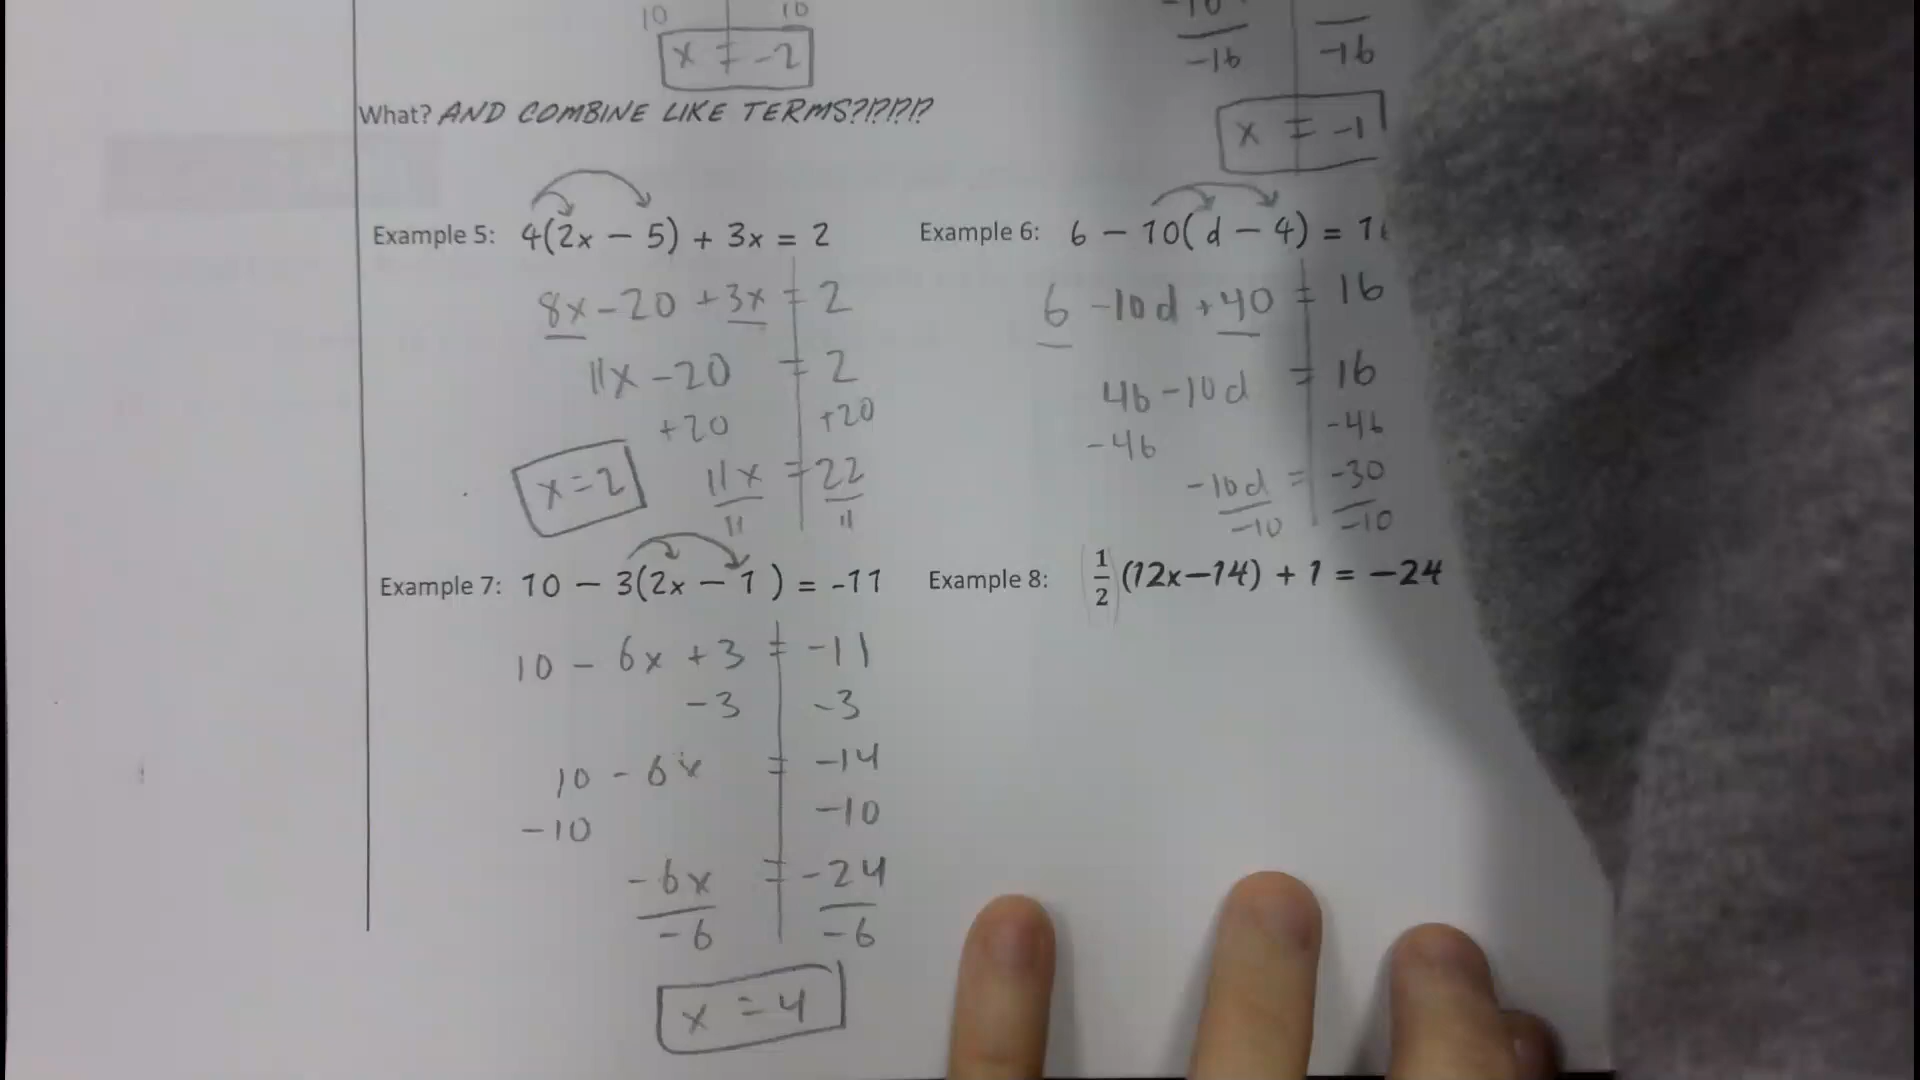 10 10
x = -2
-16 -16
x = -1
What? AND COMBINE LIKE TERMS?!?!?!?
Example 5: 4(2x − 5) + 3x = 2
8x - 20 + 3x = 2
11x - 20 = 2
+20 +20
11x = 22
11 11
x = 2
Example 6: 6 − 10(d − 4) = 1
6 - 10d + 40 = 16
46 - 10d = 16
-46 -46
-10d = -30
-10 -10
Example 7: 10 − 3(2x − 1) = -11
10 - 6x + 3 = -11
-3 -3
10 - 6x = -14
-10 -10
-6x = -24
-6 -6
x = 4
Example 8: 1/2 (12x−14) + 1 = −24